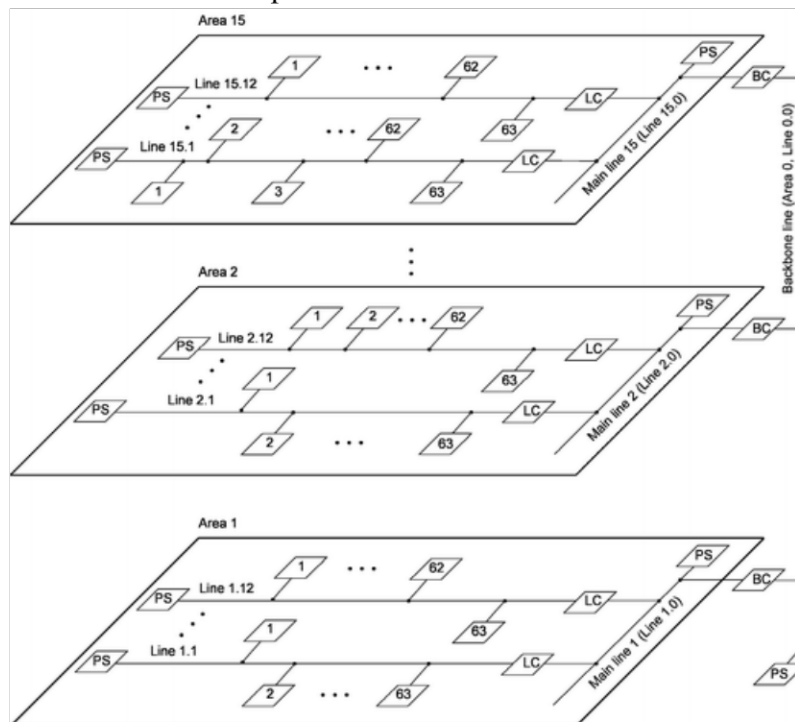 Area 15
PS
1
• • •
62
BC
PS
Line 15.12
LC
2
• • •
62
63
PS
Line 15.1
LC
1
3
63
Main line 15 (Line 15.0)
Backbone line (Area 0, Line 0.0)
Area 2
PS
1
2
• • •
62
BC
PS
Line 2.12
LC
1
63
PS
Line 2.1
LC
2
• • •
63
Main line 2 (Line 2.0)
Area 1
PS
1
• • •
62
BC
PS
Line 1.12
LC
1
63
PS
Line 1.1
LC
2
• • •
63
Main line 1 (Line 1.0)
PS